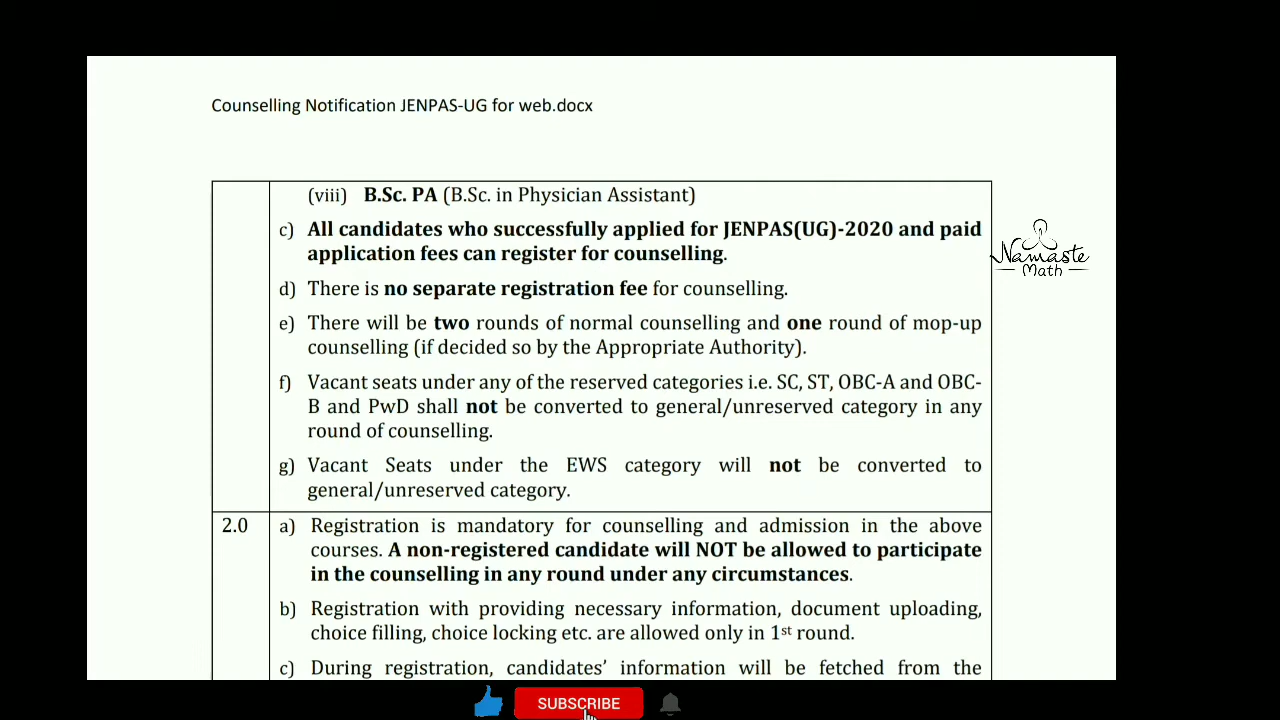 Counselling Notification JENPAS-UG for web.docx
(viii) B.Sc. PA (B.Sc. in Physician Assistant)
c) All candidates who successfully applied for JENPAS(UG)-2020 and paid
application fees can register for counselling.
d) There is no separate registration fee for counselling.
e) There will be two rounds of normal counselling and one round of mop-up
counselling (if decided so by the Appropriate Authority).
f) Vacant seats under any of the reserved categories i.e. SC, ST, OBC-A and OBC-
B and PwD shall not be converted to general/unreserved category in any
round of counselling.
g) Vacant Seats under the EWS category will not be converted to
general/unreserved category.
2.0 a) Registration is mandatory for counselling and admission in the above
courses. A non-registered candidate will NOT be allowed to participate
in the counselling in any round under any circumstances.
b) Registration with providing necessary information, document uploading,
choice filling, choice locking etc. are allowed only in 1st round.
c) During registration, candidates' information will be fetched from the
Namaste
Math
SUBSCRIBE